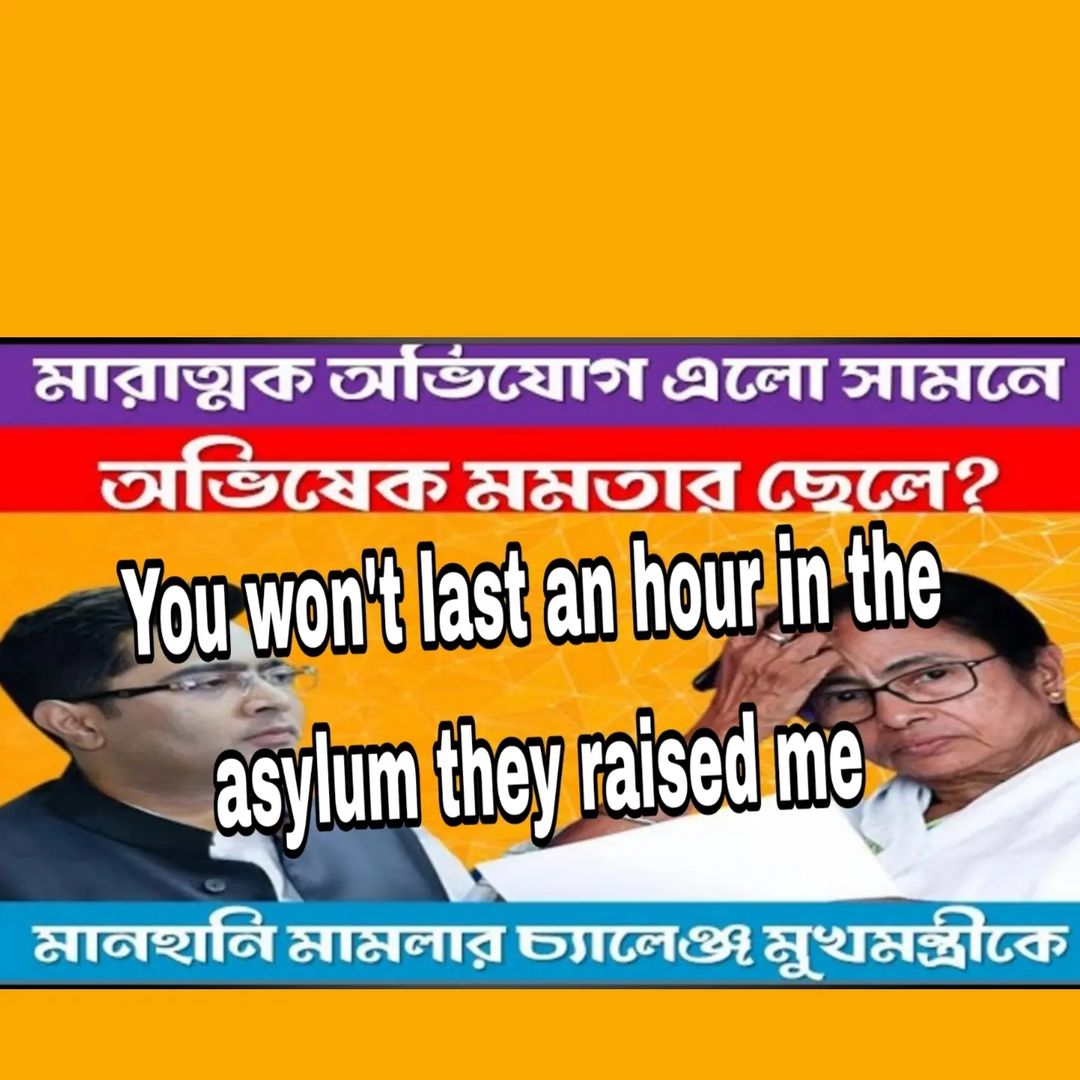 মারাত্মক অভিযোগ এলো সামনে
অভিষেক মমতার ছেলে?
You won't last an hour in the
asylum they raised me
মানহানি মামলার চ্যালেঞ্জ মুখ্যমন্ত্রীকে